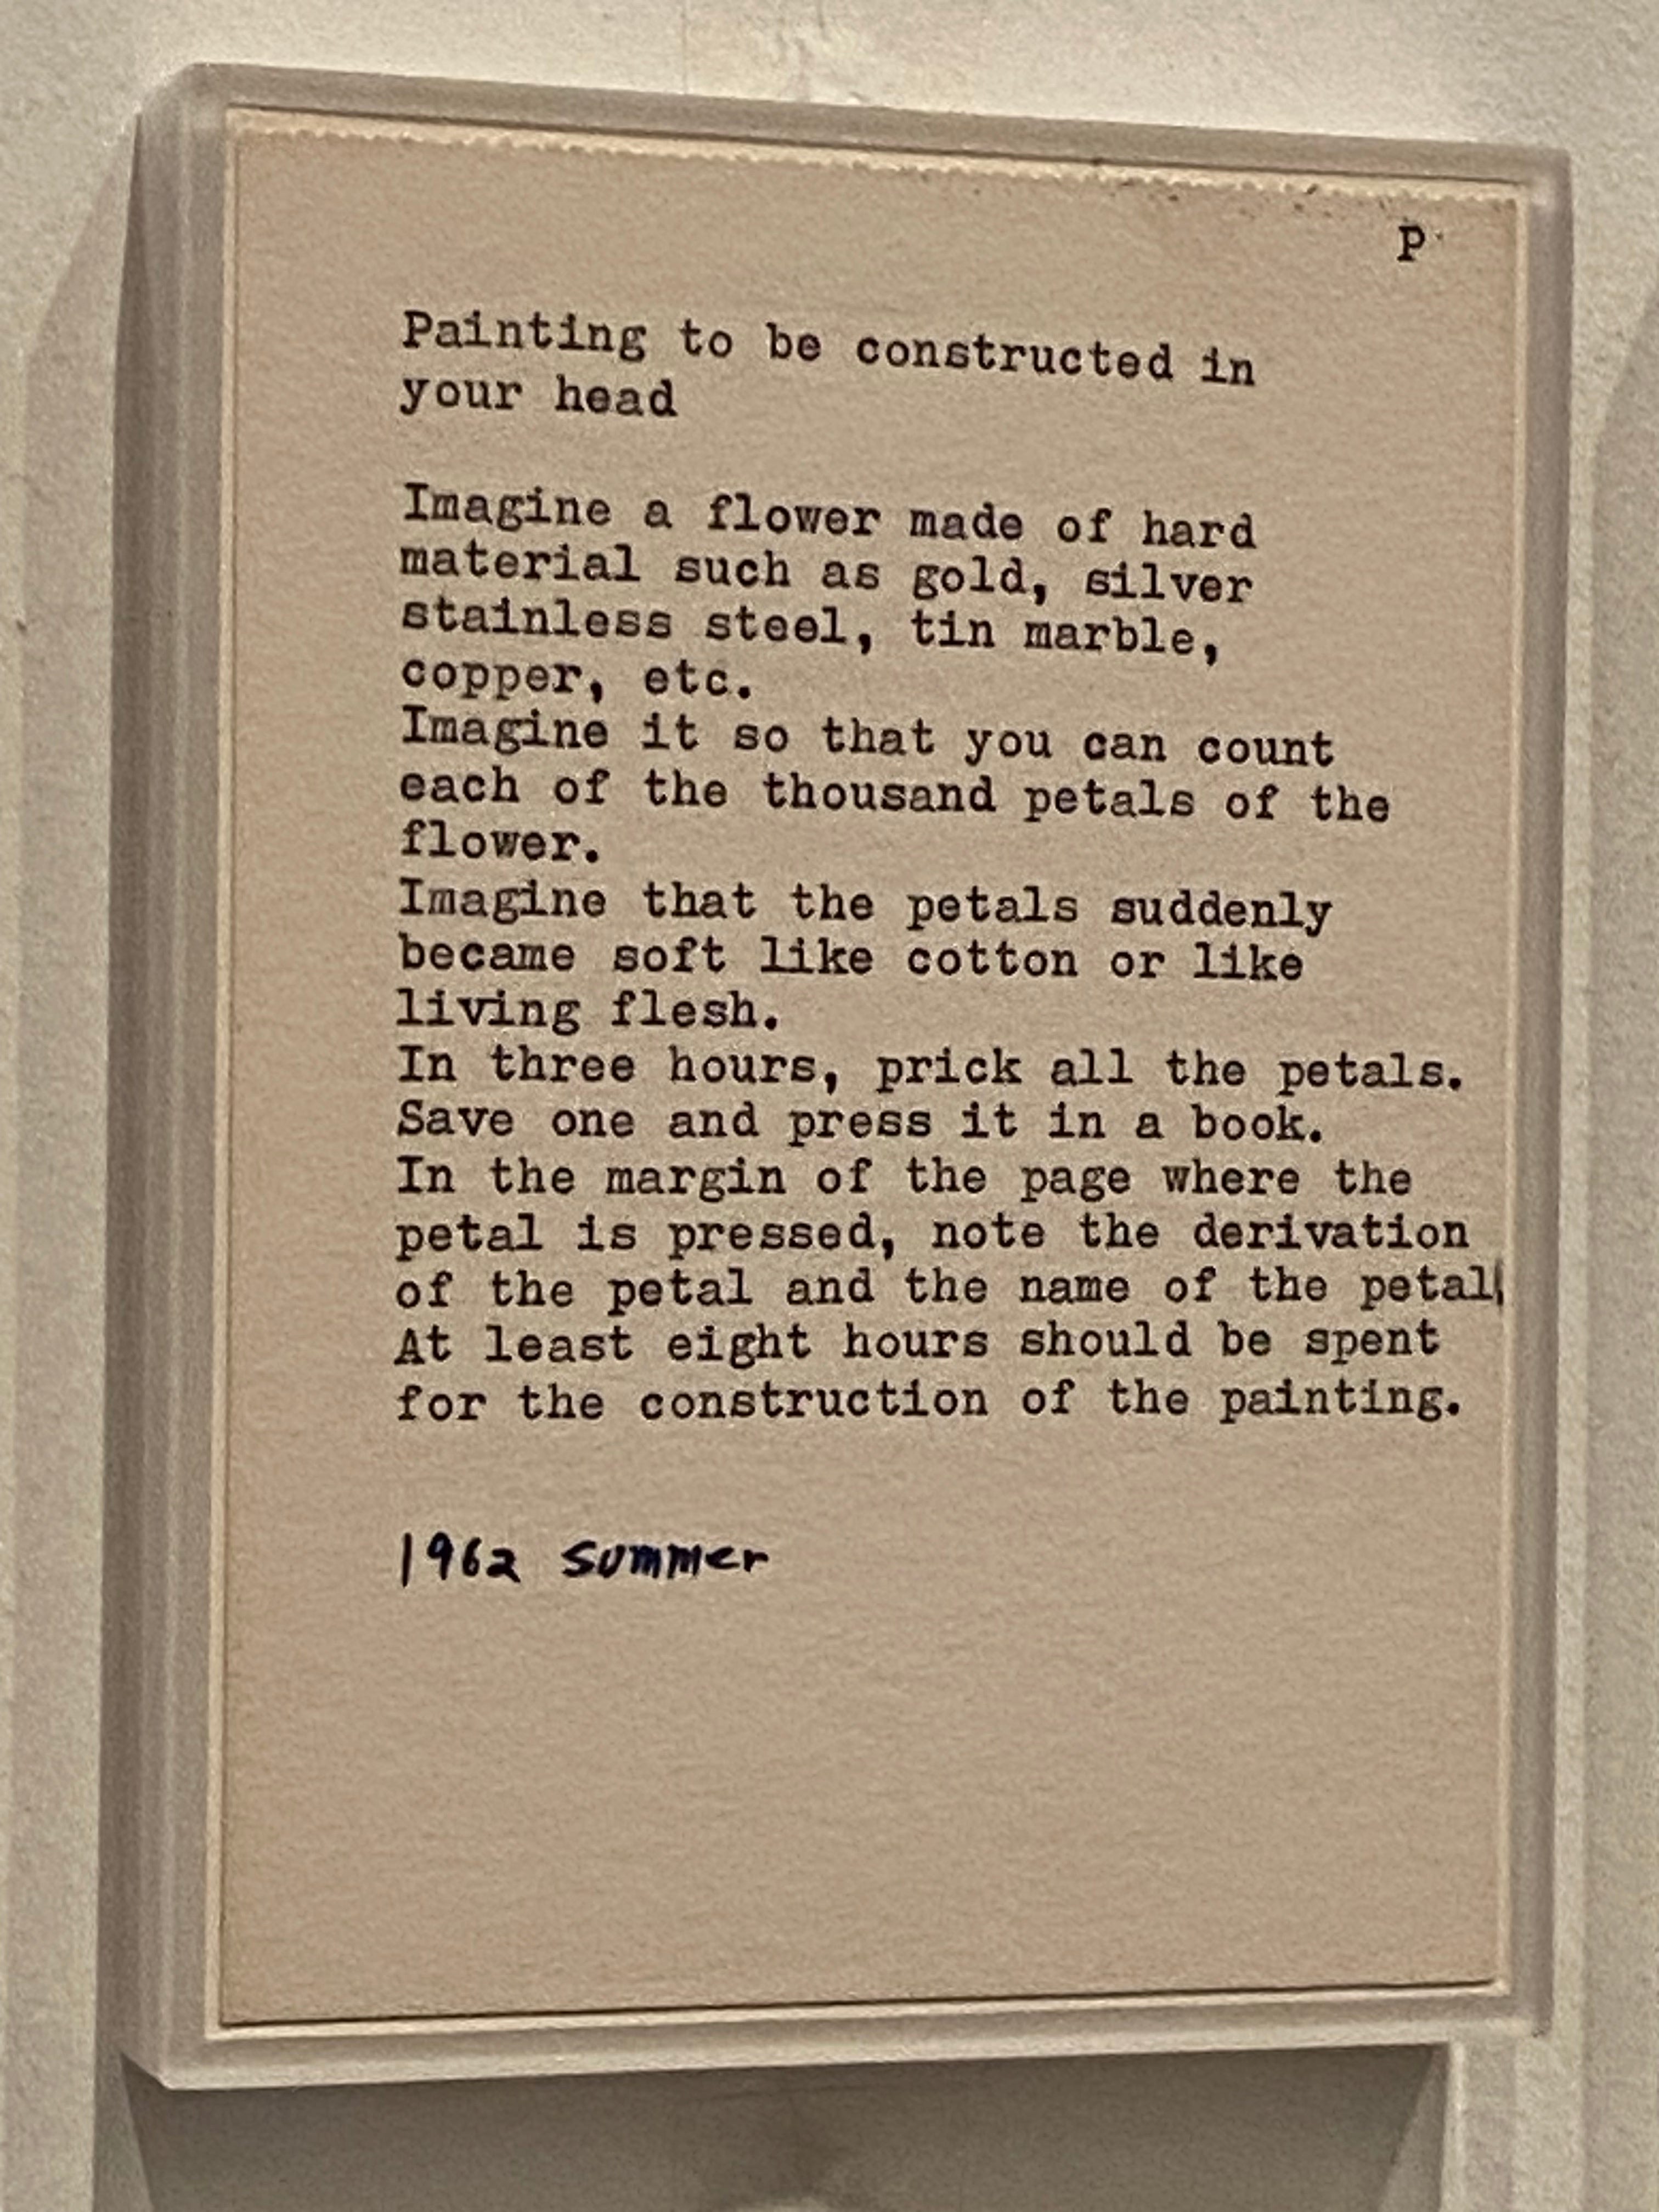 P
Painting to be constructed in
your head
Imagine a flower made of hard
material such as gold, silver
stainless steel, tin marble,
copper, etc.
Imagine it so that you can count
each of the thousand petals of the
flower.
Imagine that the petals suddenly
became soft like cotton or like
living flesh.
In three hours, prick all the petals.
Save one and press it in a book.
In the margin of the page where the
petal is pressed, note the derivation
of the petal and the name of the petal.
At least eight hours should be spent
for the construction of the painting.
1962 summer